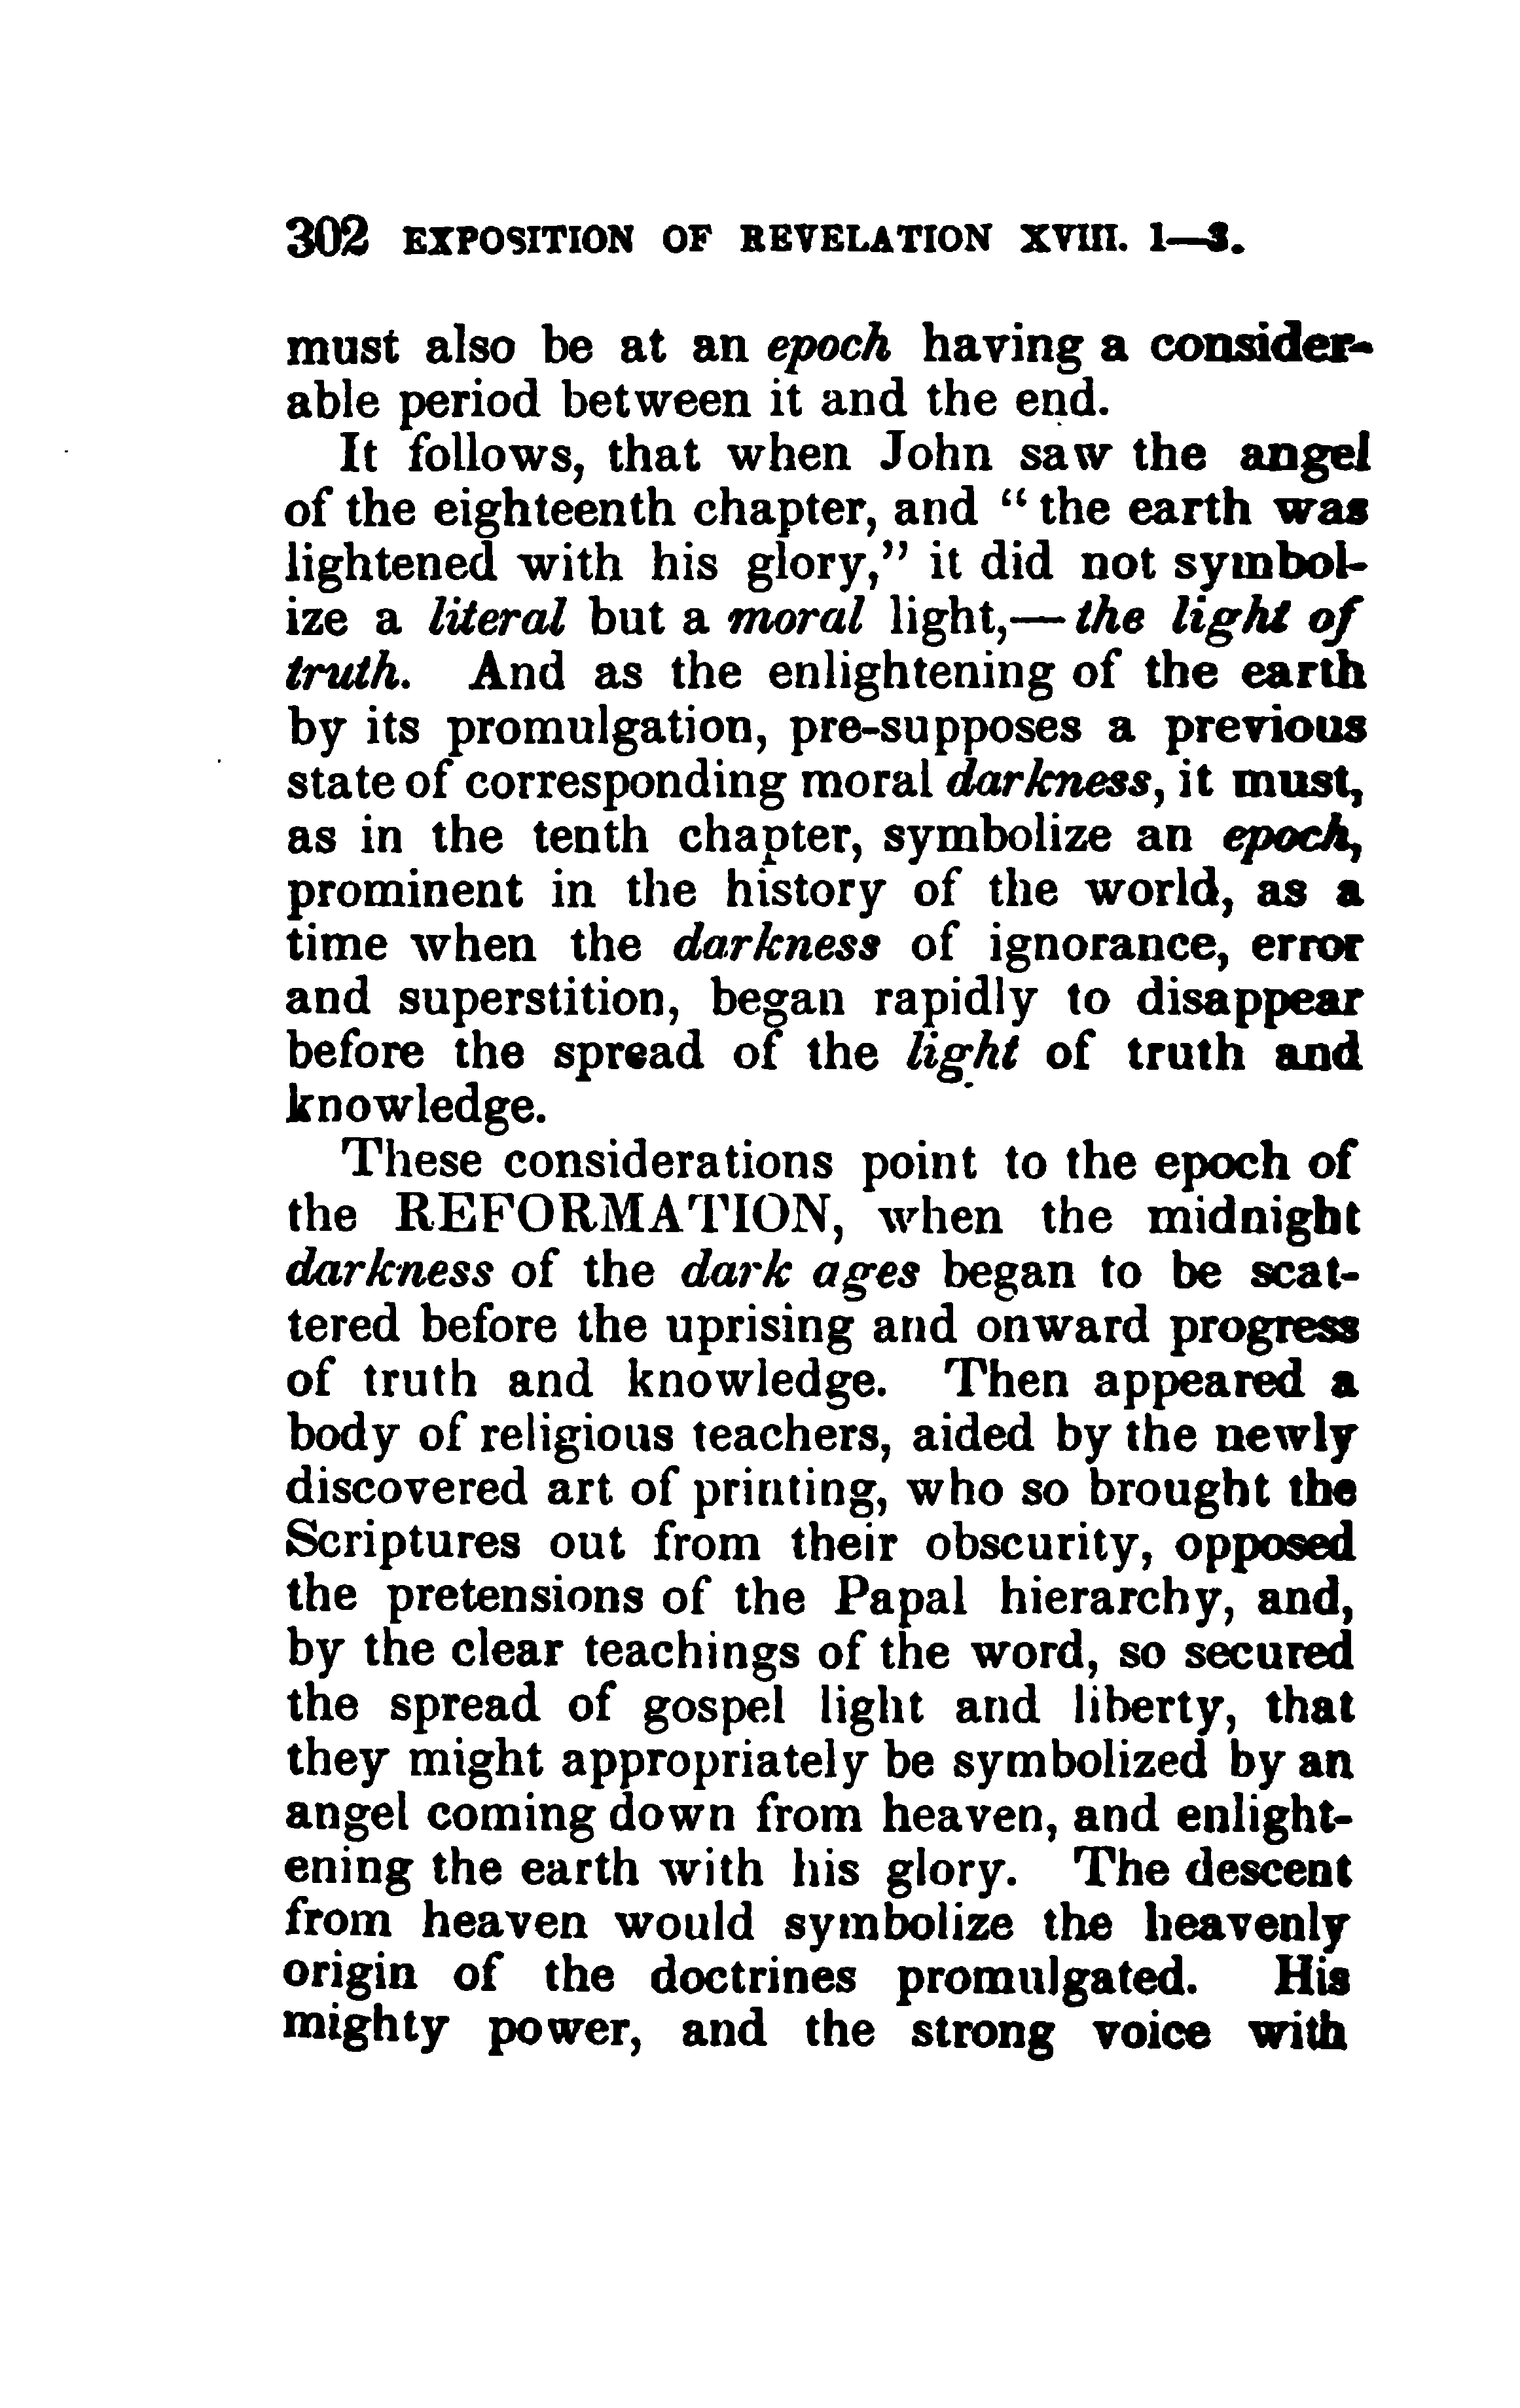 302 EXPOSITION OF REVELATION XVIII. 1—3.
must also be at an epoch having a consider-
able period between it and the end.
It follows, that when John saw the angel
of the eighteenth chapter, and “ the earth was
lightened with his glory,” it did not symbol-
ize a literal but a moral light,—the light of
truth. And as the enlightening of the earth
by its promulgation, pre-supposes a previous
state of corresponding moral darkness, it must,
as in the tenth chapter, symbolize an epoch,
prominent in the history of the world, as a
time when the darkness of ignorance, error
and superstition, began rapidly to disappear
before the spread of the light of truth and
knowledge.
These considerations point to the epoch of
the REFORMATION, when the midnight
darkness of the dark ages began to be scat-
tered before the uprising and onward progress
of truth and knowledge. Then appeared a
body of religious teachers, aided by the newly
discovered art of printing, who so brought the
Scriptures out from their obscurity, opposed
the pretensions of the Papal hierarchy, and,
by the clear teachings of the word, so secured
the spread of gospel light and liberty, that
they might appropriately be symbolized by an
angel coming down from heaven, and enlight-
ening the earth with his glory. The descent
from heaven would symbolize the heavenly
origin of the doctrines promulgated. His
mighty power, and the strong voice with